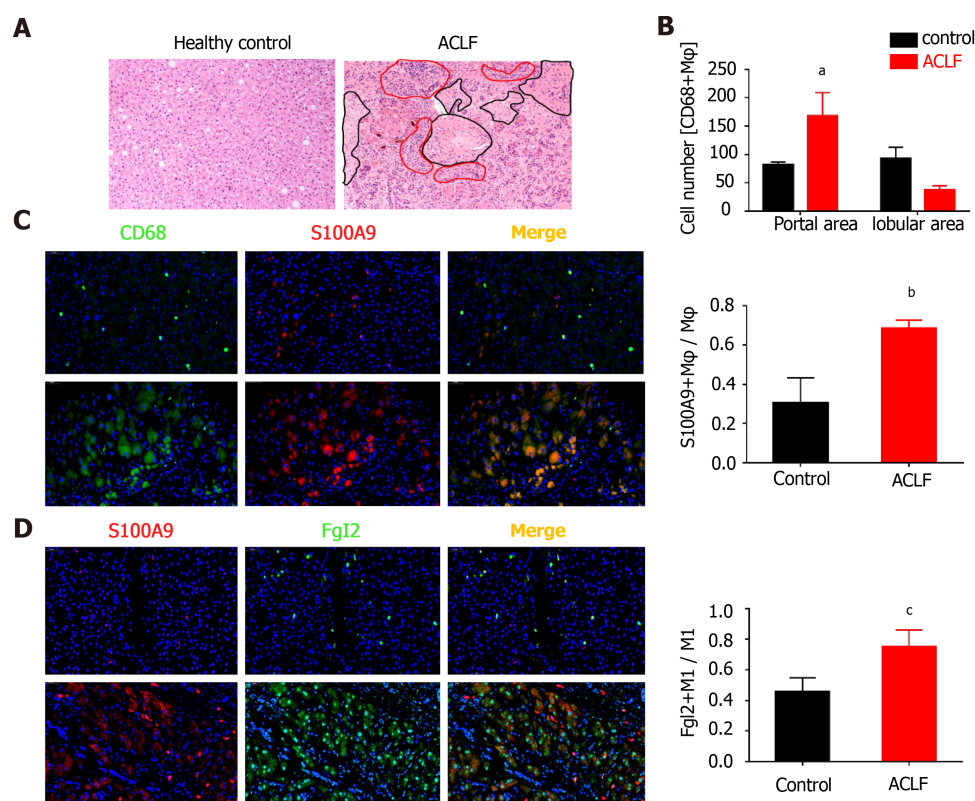 A
Healthy control
ACLF
B
control
ACLF
Cell number [CD68+Mφ]
250
200
150
100
50
0
a
Portal area
lobular area
C
CD68
S100A9
Merge
S100A9+Mφ / Mφ
0.8
0.6
0.4
0.2
0.0
b
Control
ACLF
D
S100A9
FgI2
Merge
FgI2+M1 / M1
1.0
0.8
0.6
0.4
0.2
0.0
c
Control
ACLF